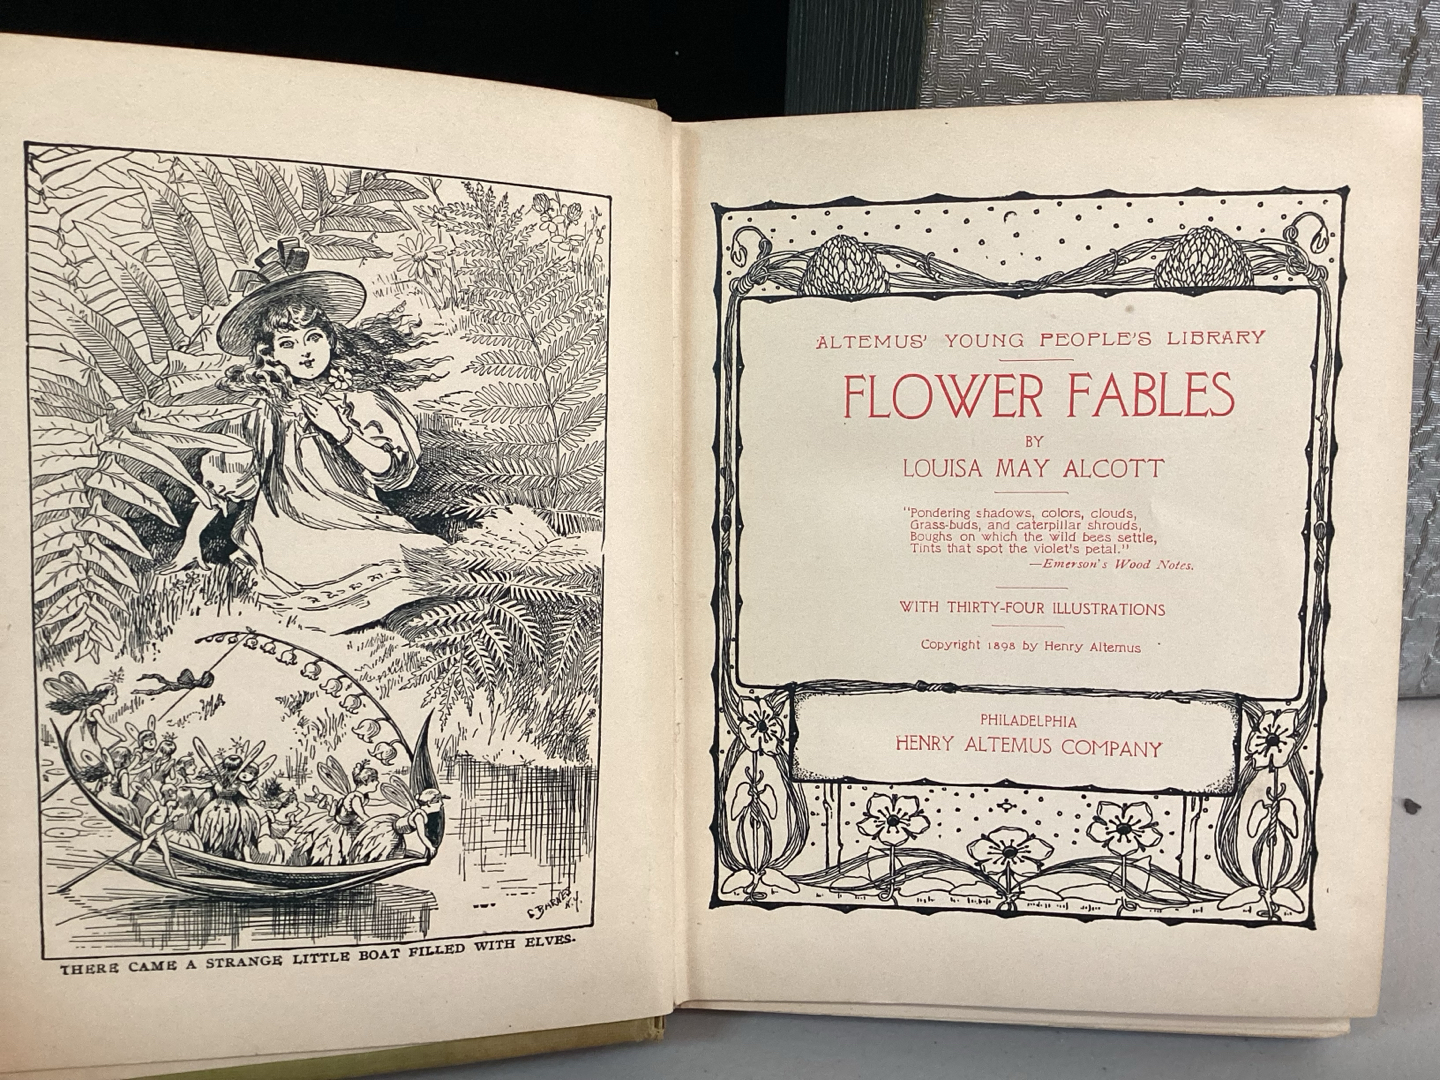 THERE CAME A STRANGE LITTLE BOAT FILLED WITH ELVES.
ALTEMUS' YOUNG PEOPLE'S LIBRARY
FLOWER FABLES
BY
LOUISA MAY ALCOTT
"Pondering shadows, colors, clouds,
Grass-buds, and caterpillar shrouds,
Boughs on which the wild bees settle,
Tints that spot the violet's petal."
—Emerson's Wood Notes.
WITH THIRTY-FOUR ILLUSTRATIONS
Copyright 1898 by Henry Altemus
PHILADELPHIA
HENRY ALTEMUS COMPANY